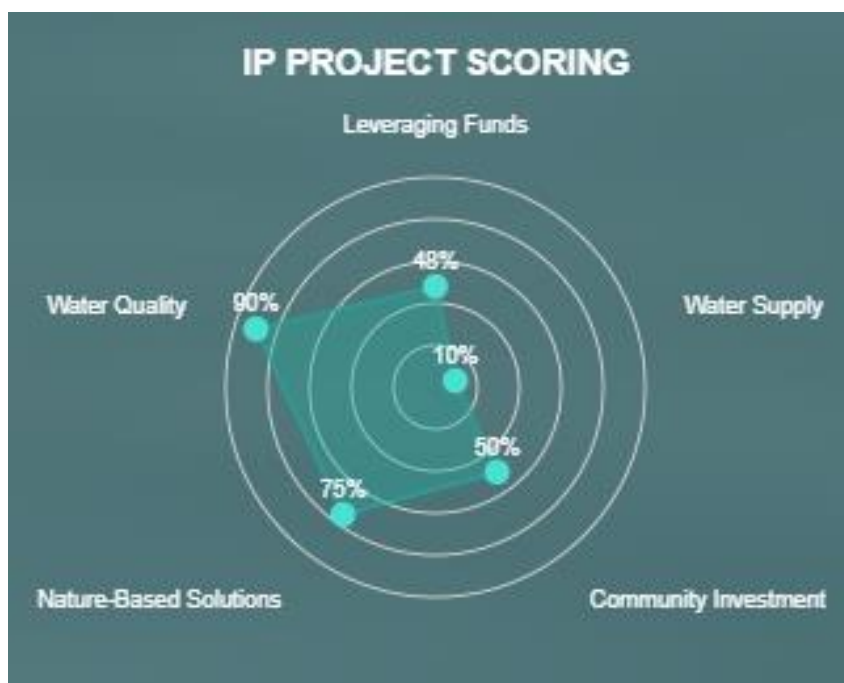 IP PROJECT SCORING
Leveraging Funds
48%
Water Quality
90%
Water Supply
10%
50%
75%
Nature-Based Solutions
Community Investment